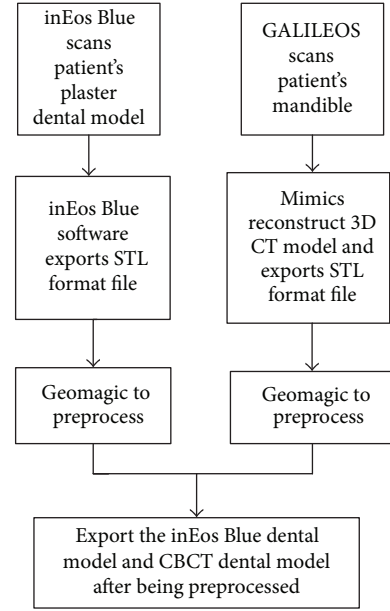 inEos Blue
scans
patient's
plaster
dental model
GALILEOS
scans
patient's
mandible
inEos Blue
software
exports STL
format file
Mimics
reconstruct 3D
CT model and
exports STL
format file
Geomagic to
preprocess
Geomagic to
preprocess
Export the inEos Blue dental
model and CBCT dental model
after being preprocessed